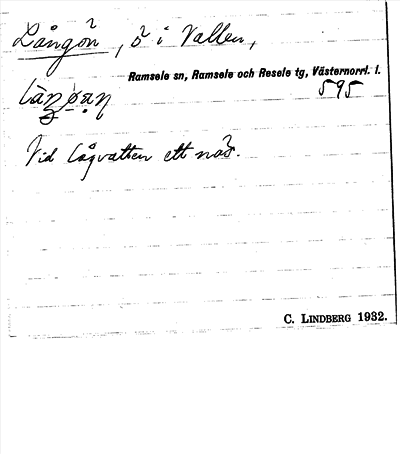 Långön, ö i Vallen,
Ramsele sn, Ramsele och Resele tg, Västernorrl. l.
595
Vid lågvatten ett näs.
C. LINDBERG 1932.